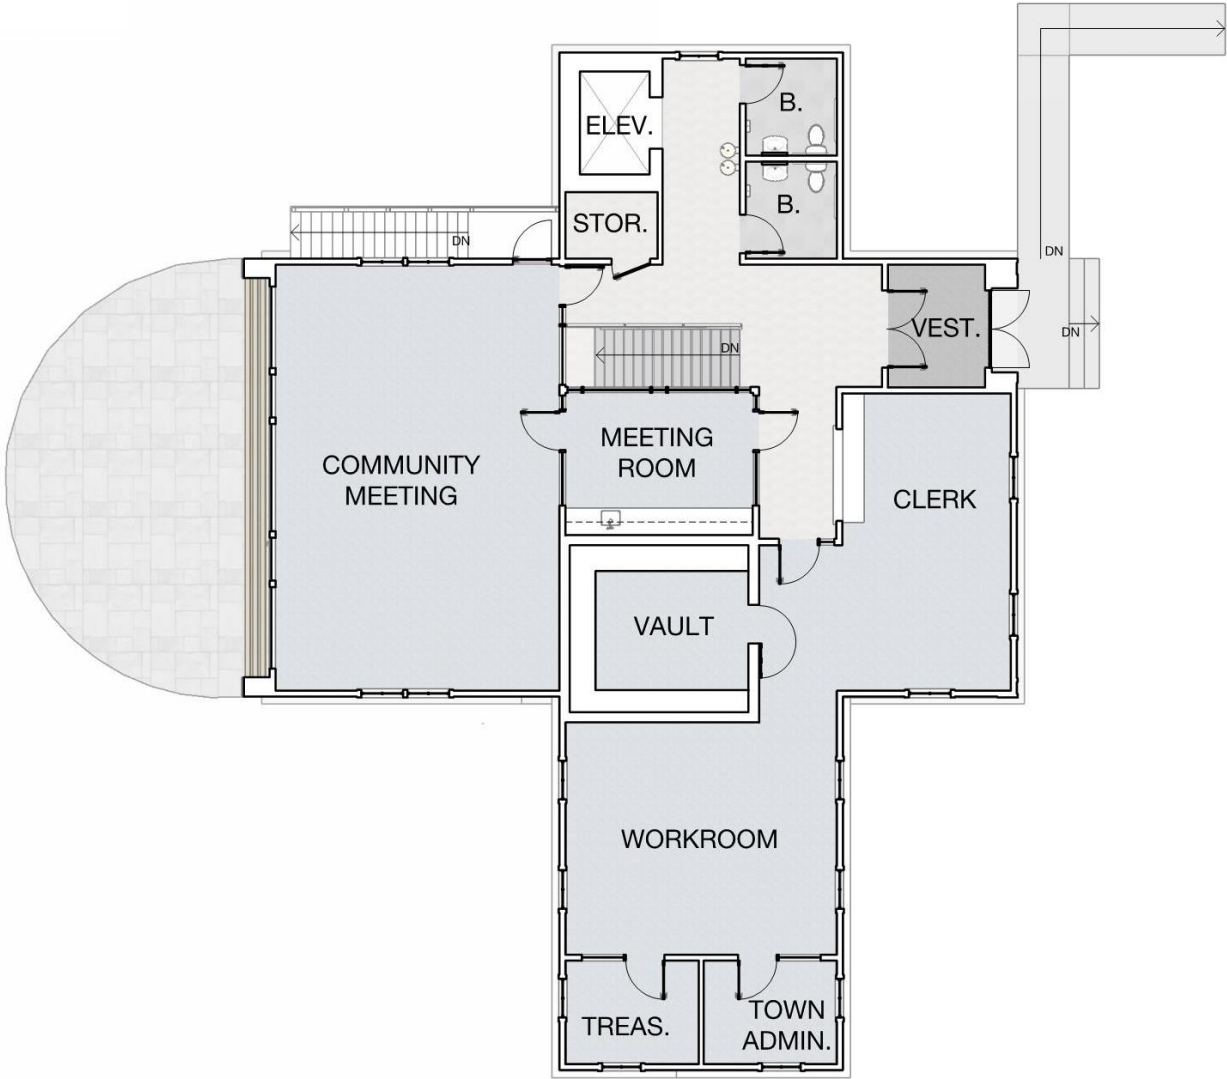 B.
ELEV.
B.
STOR.
DN
DN
VEST.
DN
DN
MEETING
ROOM
COMMUNITY
MEETING
CLERK
VAULT
WORKROOM
TREAS.
TOWN
ADMIN.